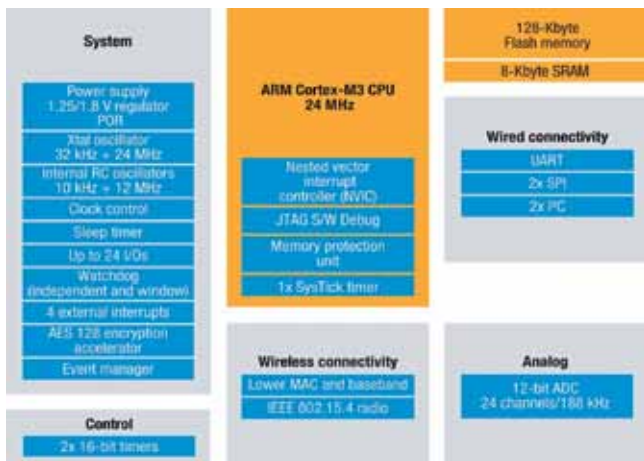 System
Power supply
1.25/1.8 V regulator
POR
Xtal oscillator
32 kHz + 24 MHz
Internal RC oscillators
10 kHz + 12 MHz
Clock control
Sleep timer
Up to 24 I/Os
Watchdog
(independent and window)
4 external interrupts
AES 128 encryption
accelerator
Event manager
Control
2x 16-bit timers
ARM Cortex-M3 CPU
24 MHz
Nested vector
interrupt
controller (NVIC)
JTAG S/W Debug
Memory protection
unit
1x SysTick timer
Wireless connectivity
Lower MAC and baseband
IEEE 802.15.4 radio
128-Kbyte
Flash memory
8-Kbyte SRAM
Wired connectivity
UART
2x SPI
2x I²C
Analog
12-bit ADC
24 channels/188 kHz